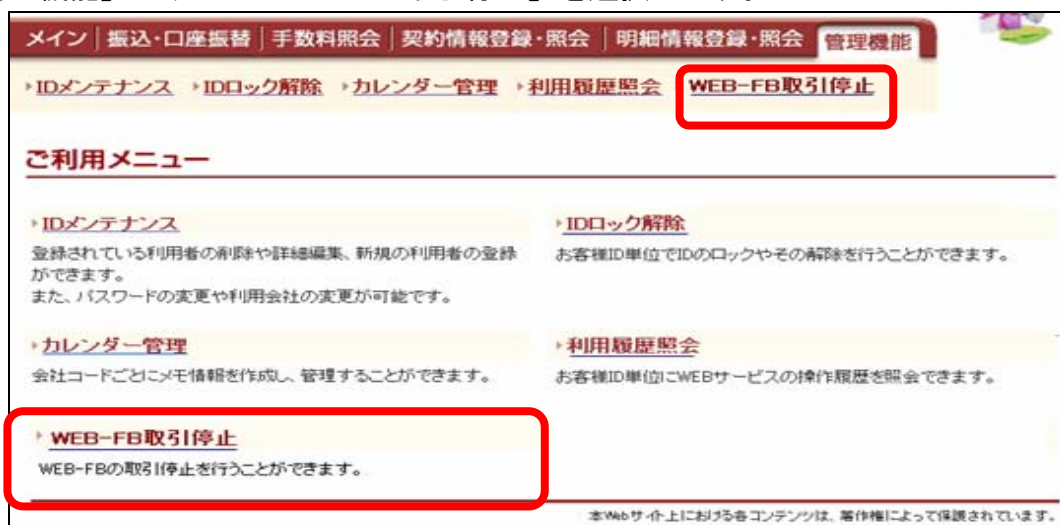 メイン 振込・口座振替 手数料照会 契約情報登録・照会 明細情報登録・照会 管理機能
IDメンテナンス IDロック解除 カレンダー管理 利用履歴照会 WEB-FB取引停止
ご利用メニュー
IDメンテナンス
登録されている利用者の削除や詳細編集、新規の利用者の登録
ができます。
また、パスワードの変更や利用会社の変更が可能です。
IDロック解除
お客様ID単位でIDのロックやその解除を行うことができます。
カレンダー管理
会社コードごとにメモ情報を作成し、管理することができます。
利用履歴照会
お客様ID単位にWEBサービスの操作履歴を照会できます。
WEB-FB取引停止
WEB-FBの取引停止を行うことができます。
本Webサイト上における各コンテンツは、著作権によって保護されています。